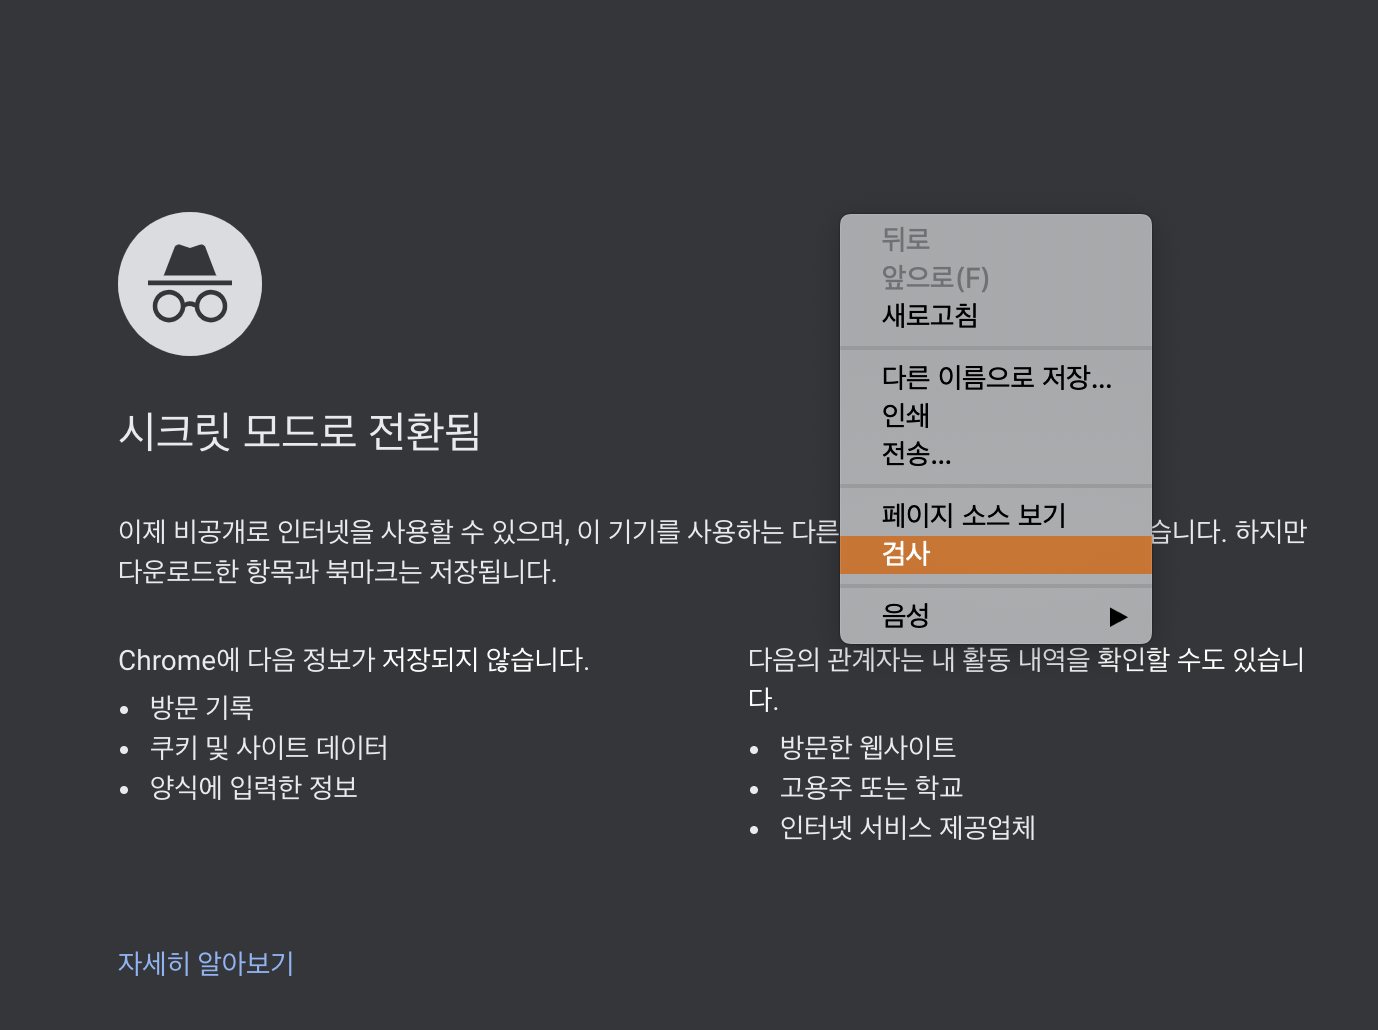 뒤로
앞으로(F)
새로고침
다른 이름으로 저장...
인쇄
전송...
페이지 소스 보기
검사
음성
시크릿 모드로 전환됨
이제 비공개로 인터넷을 사용할 수 있으며, 이 기기를 사용하는 다른 습니다. 하지만
다운로드한 항목과 북마크는 저장됩니다.
Chrome에 다음 정보가 저장되지 않습니다.
• 방문 기록
• 쿠키 및 사이트 데이터
• 양식에 입력한 정보
다음의 관계자는 내 활동 내역을 확인할 수도 있습니
다.
• 방문한 웹사이트
• 고용주 또는 학교
• 인터넷 서비스 제공업체
자세히 알아보기